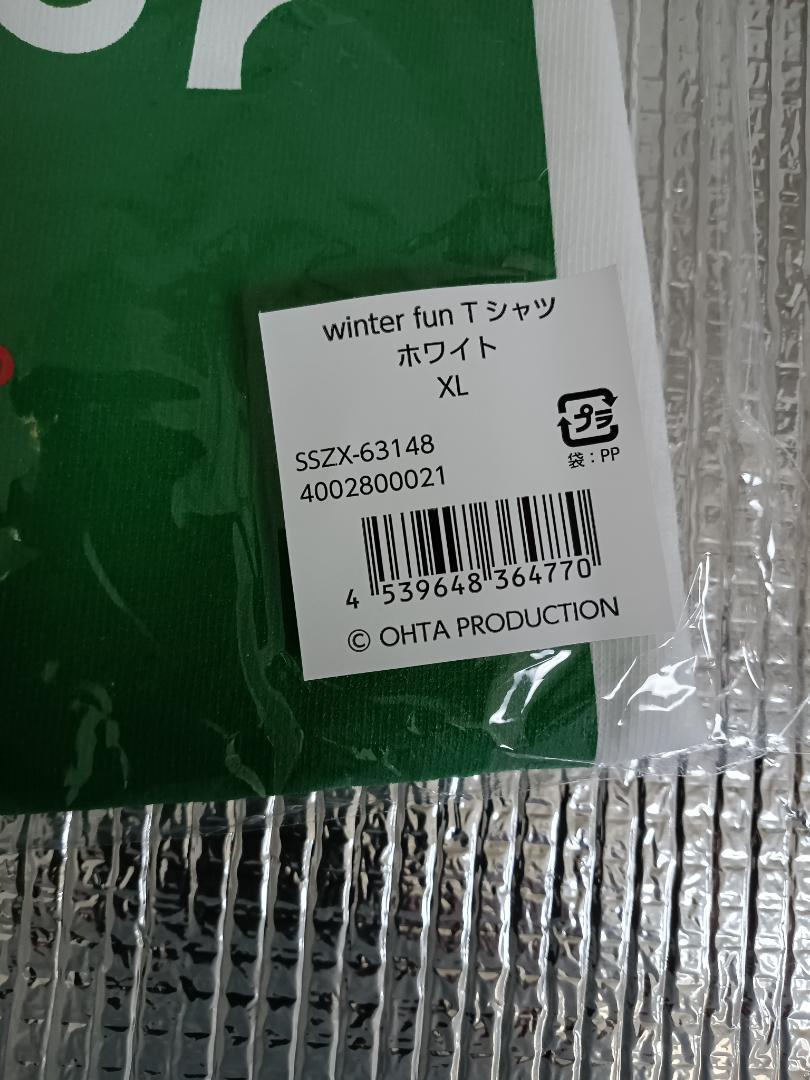 winter fun T シャツ
ホワイト
XL
プラ
袋：PP
SSZX-63148
4002800021
4 539648 364770
© OHTA PRODUCTION